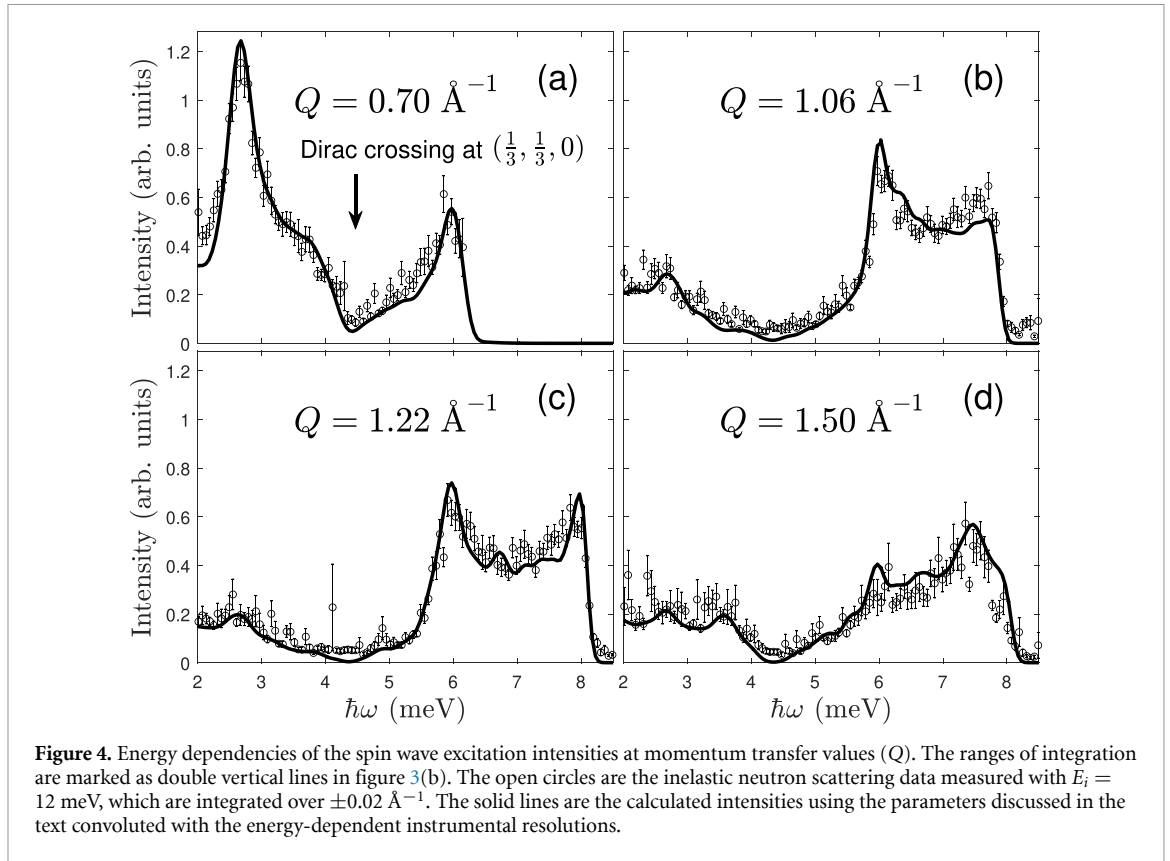 (a)
Q = 0.70 Å⁻¹
Dirac crossing at (1/3, 1/3, 0)
Intensity (arb. units)
1.2
1
0.8
0.6
0.4
0.2
0
(b)
Q = 1.06 Å⁻¹
(c)
Q = 1.22 Å⁻¹
Intensity (arb. units)
1.2
1
0.8
0.6
0.4
0.2
0
2 3 4 5 6 7 8
ħω (meV)
(d)
Q = 1.50 Å⁻¹
2 3 4 5 6 7 8
ħω (meV)
Figure 4. Energy dependencies of the spin wave excitation intensities at momentum transfer values (Q). The ranges of integration
are marked as double vertical lines in figure 3(b). The open circles are the inelastic neutron scattering data measured with Eᵢ =
12 meV, which are integrated over ±0.02 Å⁻¹. The solid lines are the calculated intensities using the parameters discussed in the
text convoluted with the energy-dependent instrumental resolutions.